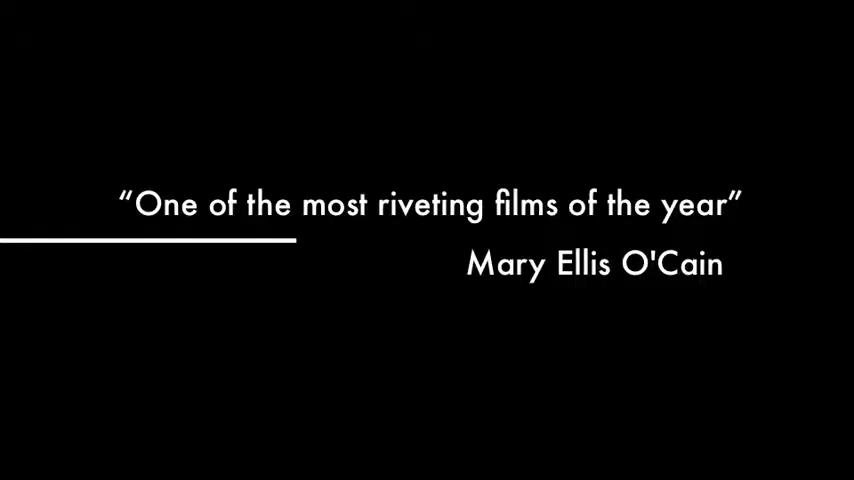 “One of the most riveting films of the year”
Mary Ellis O'Cain